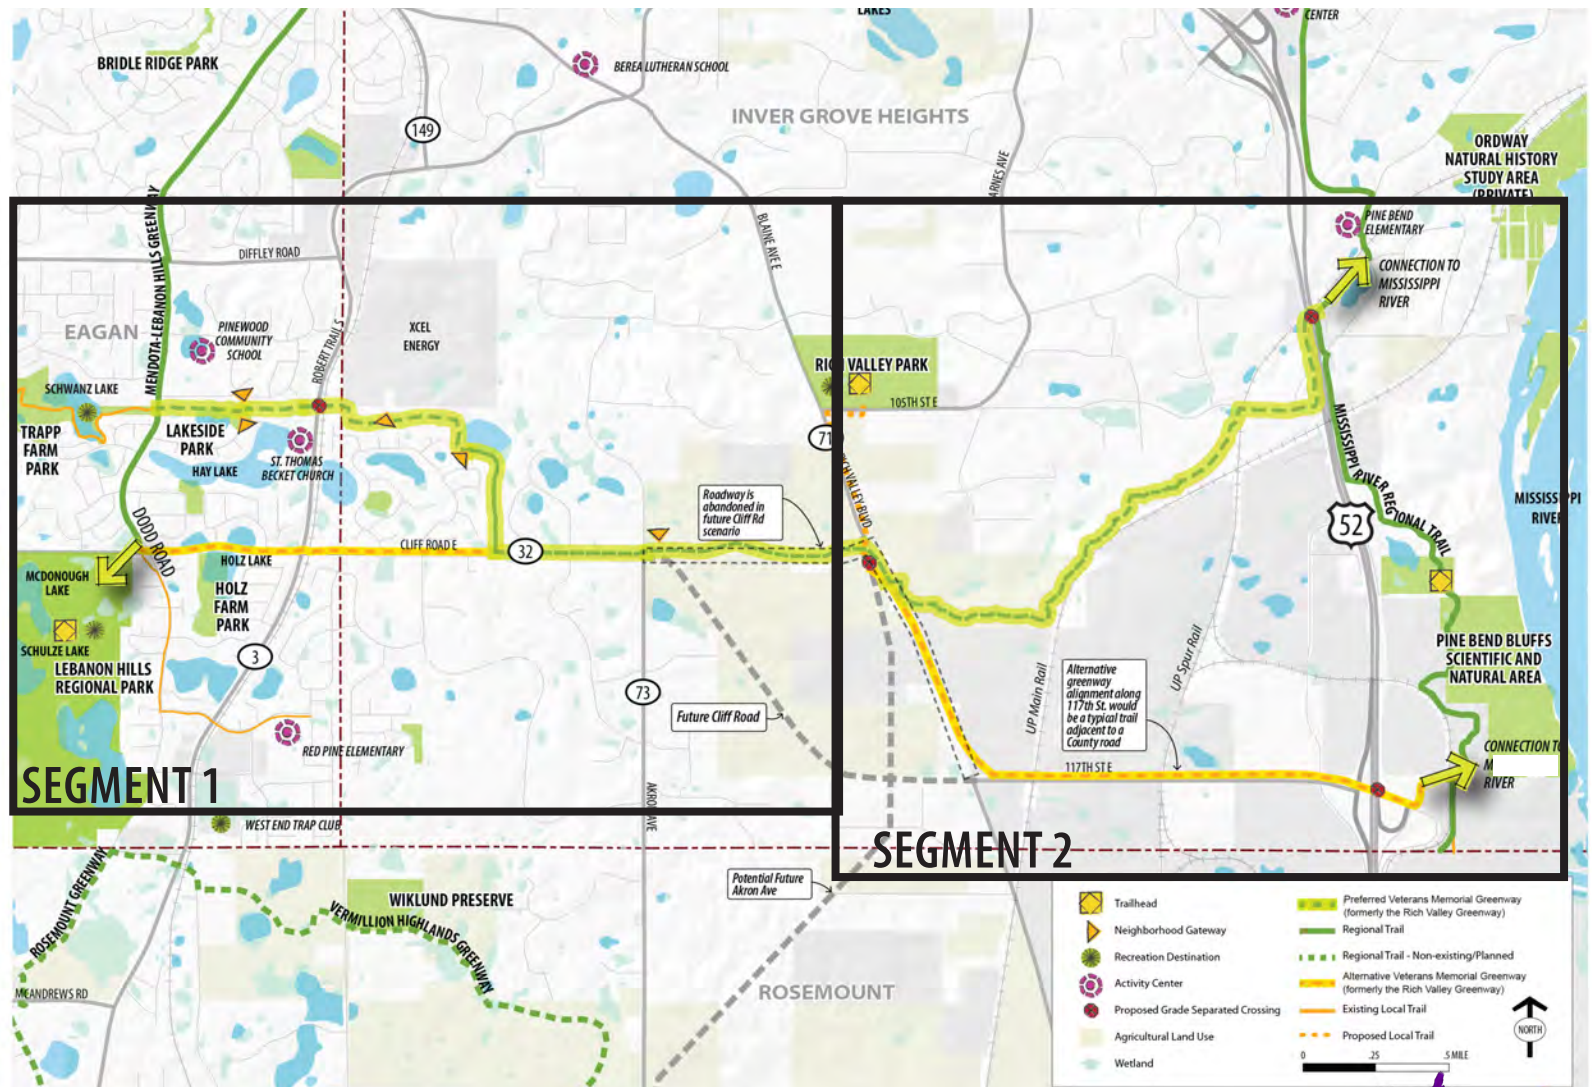 LAKES
CENTER
BRIDLE RIDGE PARK
BEREA LUTHERAN SCHOOL
149
INVER GROVE HEIGHTS
ORDWAY
NATURAL HISTORY
STUDY AREA
(PRIVATE)
ARNES AVE
MENDOTA-LEBANON HILLS GREENWAY
BLAINE AVE E
PINE BEND
ELEMENTARY
DIFFLEY ROAD
CONNECTION TO
MISSISSIPPI
RIVER
EAGAN
PINEWOOD
COMMUNITY
SCHOOL
ROBERT TRAIL S
XCEL
ENERGY
RICH VALLEY PARK
SCHWANZ LAKE
105TH ST E
TRAPP
FARM
PARK
LAKESIDE
PARK
HAY LAKE
ST. THOMAS
BECKET CHURCH
71
RICH VALLEY BLVD
MISSISSIPPI RIVER REGIONAL TRAIL
MISSISSIPPI
RIVER
52
Roadway is
abandoned in
future Cliff Rd
scenario
DODD ROAD
CLIFF ROAD E
32
HOLZ LAKE
MCDONOUGH
LAKE
HOLZ
FARM
PARK
SCHULZE LAKE
LEBANON HILLS
REGIONAL PARK
3
73
Future Cliff Road
UP Main Rail
UP Spur Rail
Alternative
greenway
alignment along
117th St. would
be a typical trail
adjacent to a
County road
PINE BEND BLUFFS
SCIENTIFIC AND
NATURAL AREA
RED PINE ELEMENTARY
117TH ST E
CONNECTION TO
M
RIVER
SEGMENT 1
AKRON AVE
WEST END TRAP CLUB
SEGMENT 2
ROSEMOUNT GREENWAY
WIKLUND PRESERVE
VERMILLION HIGHLANDS GREENWAY
Potential Future
Akron Ave
MCANDREWS RD
ROSEMOUNT
Trailhead
Neighborhood Gateway
Recreation Destination
Activity Center
Proposed Grade Separated Crossing
Agricultural Land Use
Wetland
Preferred Veterans Memorial Greenway
(formerly the Rich Valley Greenway)
Regional Trail
Regional Trail - Non-existing/Planned
Alternative Veterans Memorial Greenway
(formerly the Rich Valley Greenway)
Existing Local Trail
Proposed Local Trail
0 .25 .5 MILE
NORTH